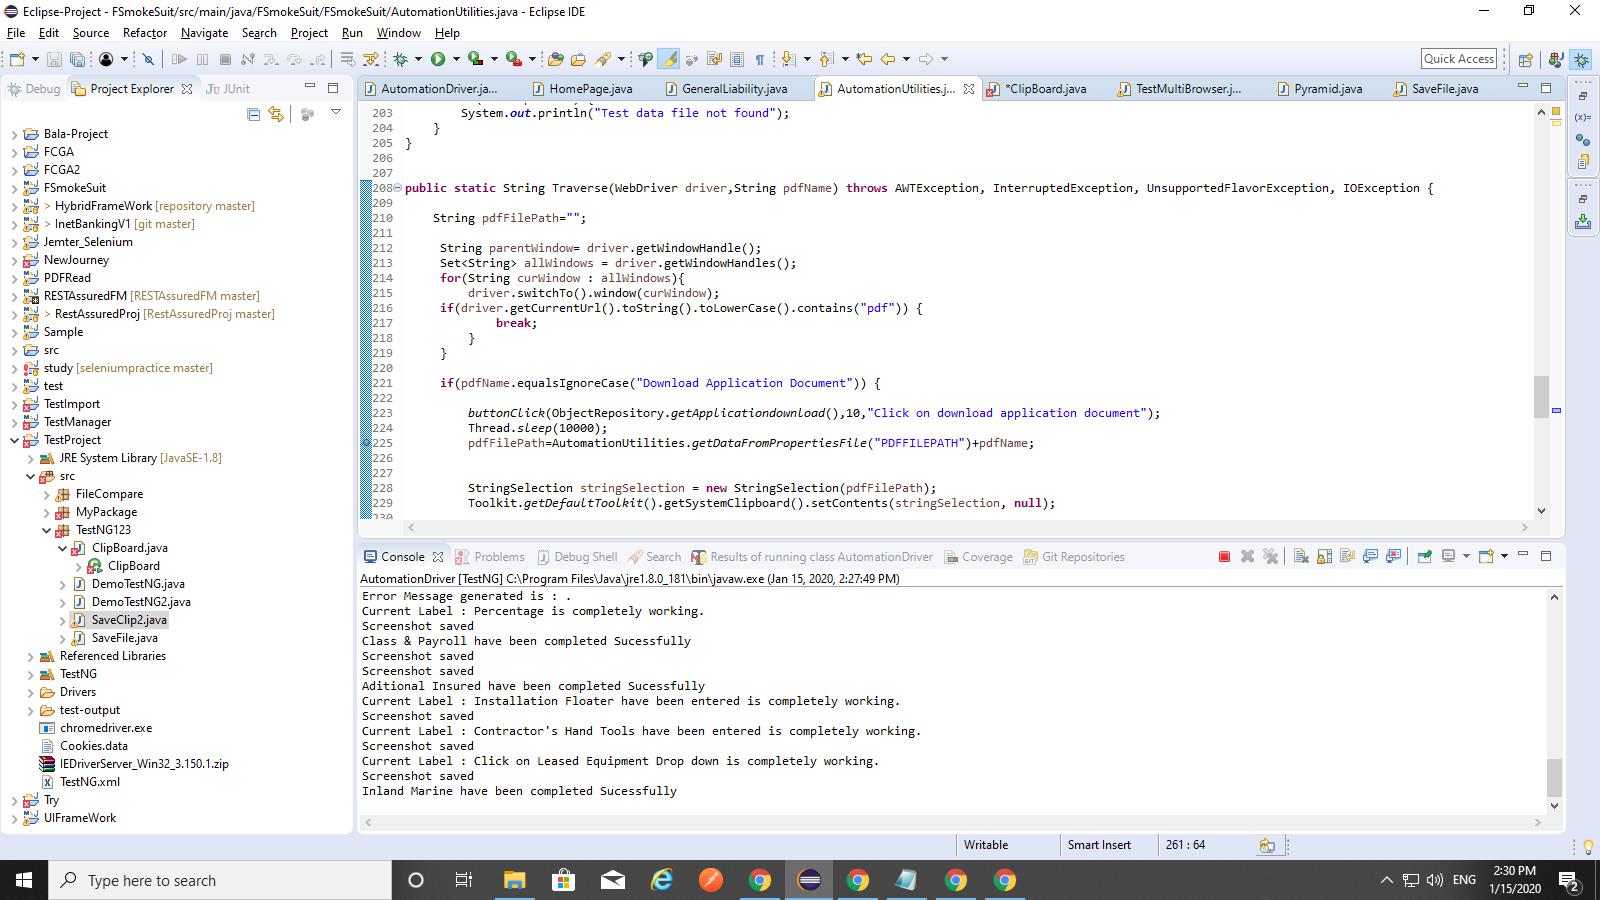 Eclipse-Project - FSmokeSuit/src/main/java/FSmokeSuit/FSmokeSuit/AutomationUtilities.java - Eclipse IDE
File Edit Source Refactor Navigate Search Project Run Window Help
Quick Access
Debug Project Explorer JUnit
AutomationDriver.ja... HomePage.java GeneralLiability.java AutomationUtilities.j... *ClipBoard.java TestMultiBrowser.j... Pyramid.java SaveFile.java
Bala-Project
FCGA
FCGA2
FSmokeSuit
> HybridFrameWork [repository master]
> InetBankingV1 [git master]
Jemter_Selenium
NewJourney
PDFRead
RESTAssuredFM [RESTAssuredFM master]
> RestAssuredProj [RestAssuredProj master]
Sample
src
study [seleniumpractice master]
test
TestImport
TestManager
TestProject
JRE System Library [JavaSE-1.8]
src
FileCompare
MyPackage
TestNG123
ClipBoard.java
ClipBoard
DemoTestNG.java
DemoTestNG2.java
SaveClip2.java
SaveFile.java
Referenced Libraries
TestNG
Drivers
test-output
chromedriver.exe
Cookies.data
IEDriverServer_Win32_3.150.1.zip
TestNG.xml
Try
UIFrameWork
203 System.out.println("Test data file not found");
204 }
205 }
206
207
208 public static String Traverse(WebDriver driver,String pdfName) throws AWTException, InterruptedException, UnsupportedFlavorException, IOException {
209
210 String pdfFilePath="";
211
212 String parentWindow= driver.getWindowHandle();
213 Set<String> allWindows = driver.getWindowHandles();
214 for(String curWindow : allWindows){
215 driver.switchTo().window(curWindow);
216 if(driver.getCurrentUrl().toString().toLowerCase().contains("pdf")) {
217 break;
218 }
219 }
220
221 if(pdfName.equalsIgnoreCase("Download Application Document")) {
222
223 buttonClick(ObjectRepository.getApplicationdownload(),10,"Click on download application document");
224 Thread.sleep(10000);
225 pdfFilePath=AutomationUtilities.getDataFromPropertiesFile("PDFFILEPATH")+pdfName;
226
227
228 StringSelection stringSelection = new StringSelection(pdfFilePath);
229 Toolkit.getDefaultToolkit().getSystemClipboard().setContents(stringSelection, null);
230
(x)=
Console Problems Debug Shell Search Results of running class AutomationDriver Coverage Git Repositories
AutomationDriver [TestNG] C:\Program Files\Java\jre1.8.0_181\bin\javaw.exe (Jan 15, 2020, 2:27:49 PM)
Error Message generated is : .
Current Label : Percentage is completely working.
Screenshot saved
Class & Payroll have been completed Sucessfully
Screenshot saved
Screenshot saved
Aditional Insured have been completed Sucessfully
Current Label : Installation Floater have been entered is completely working.
Screenshot saved
Current Label : Contractor's Hand Tools have been entered is completely working.
Screenshot saved
Current Label : Click on Leased Equipment Drop down is completely working.
Screenshot saved
Inland Marine have been completed Sucessfully
Writable Smart Insert 261 : 64
Type here to search
ENG
2:30 PM
1/15/2020
2